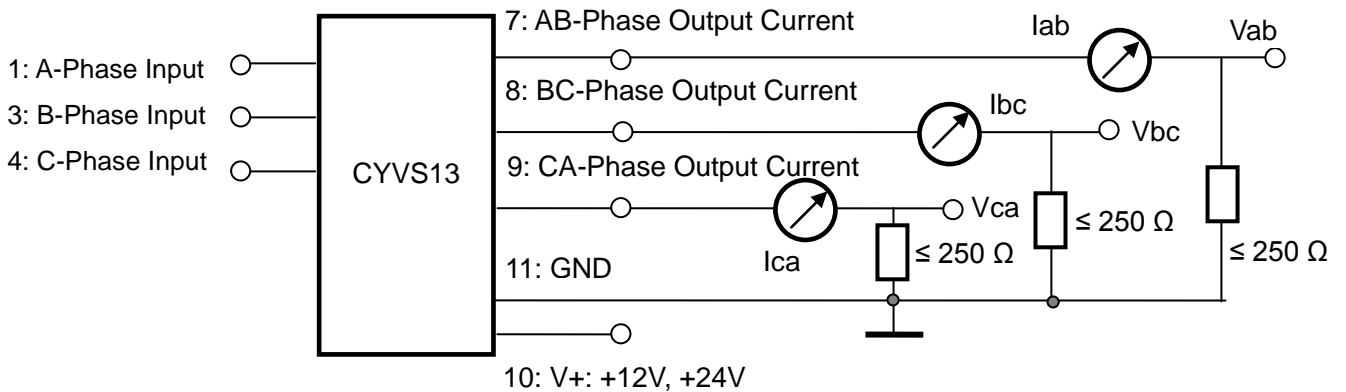 7: AB-Phase Output Current
Iab
Vab
1: A-Phase Input
8: BC-Phase Output Current
Ibc
3: B-Phase Input
Vbc
4: C-Phase Input
CYVS13
9: CA-Phase Output Current
Vca
≤ 250 Ω
≤ 250 Ω
≤ 250 Ω
Ica
11: GND
10: V+: +12V, +24V